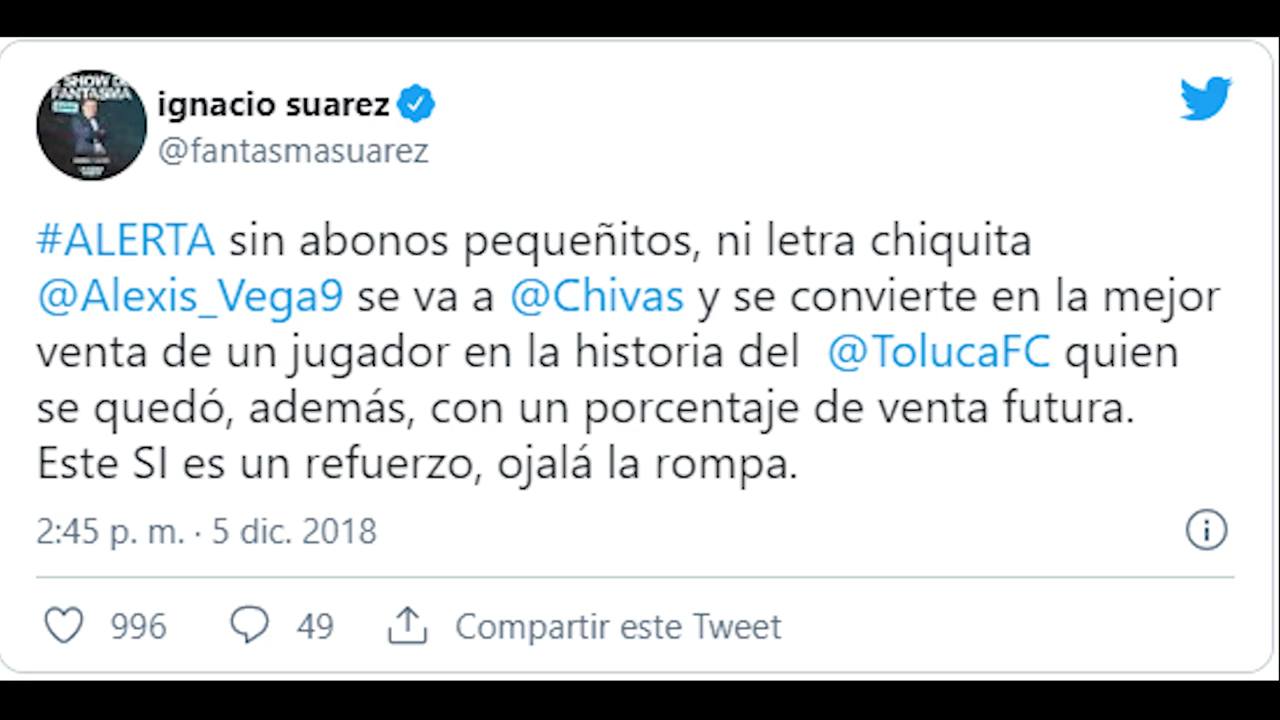 SHOW D
FANTASMA
ignacio suarez
@fantasmasuarez
#ALERTA sin abonos pequeñitos, ni letra chiquita
@Alexis_Vega9 se va a @Chivas y se convierte en la mejor
venta de un jugador en la historia del @TolucaFC quien
se quedó, además, con un porcentaje de venta futura.
Este SI es un refuerzo, ojalá la rompa.
2:45 p. m. · 5 dic. 2018
996 49 Compartir este Tweet